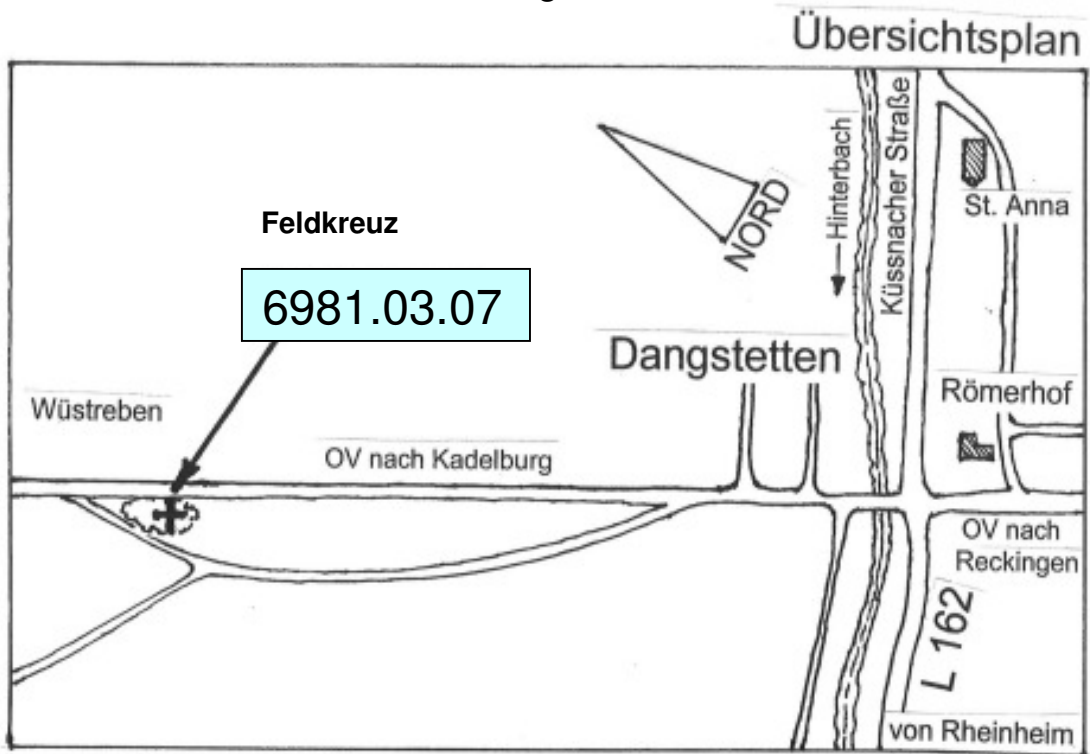 Übersichtsplan
Hinterbach
Küssnacher Straße
St. Anna
NORD
Feldkreuz
6981.03.07
Dangstetten
Römerhof
Wüstreben
OV nach Kadelburg
OV nach
Reckingen
L 162
von Rheinheim